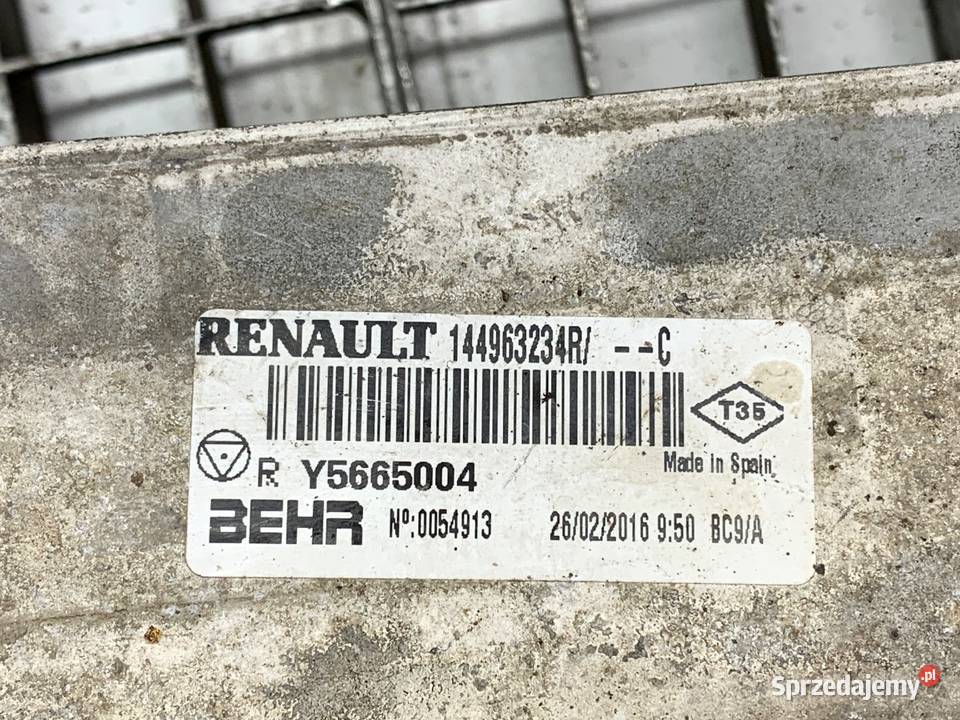 RENAULT 144963234R/ --C
T35
Made in Spain
R Y5665004
BEHR Nº:0054913 26/02/2016 9:50 BC9/A
Sprzedajemy.pl